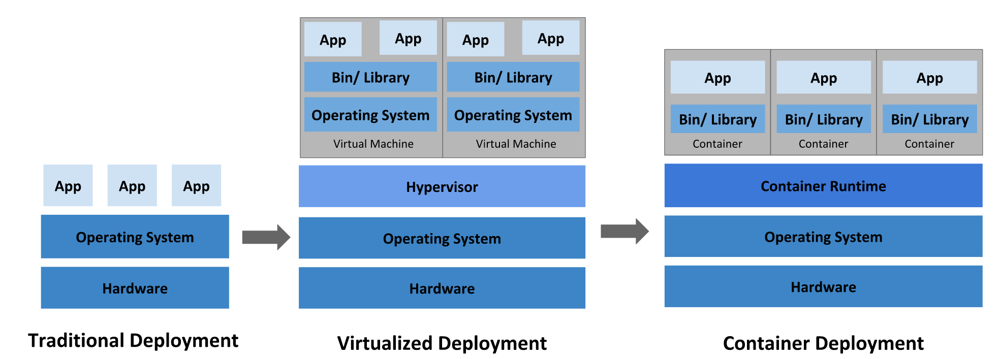 App
App
App
Operating System
Hardware
Traditional Deployment
App
App
Bin/ Library
Operating System
Virtual Machine
App
App
Bin/ Library
Operating System
Virtual Machine
Hypervisor
Operating System
Hardware
Virtualized Deployment
App
Bin/ Library
Container
App
Bin/ Library
Container
App
Bin/ Library
Container
Container Runtime
Operating System
Hardware
Container Deployment